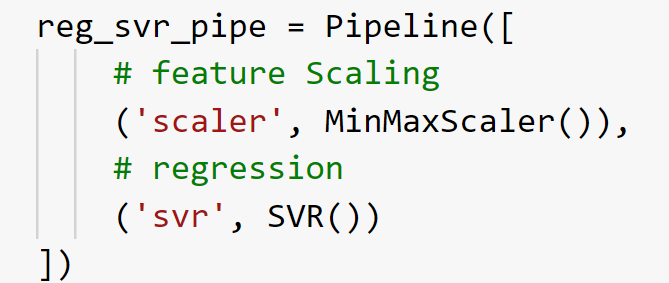 reg_svr_pipe = Pipeline([
    # feature Scaling
    ('scaler', MinMaxScaler()),
    # regression
    ('svr', SVR())
])